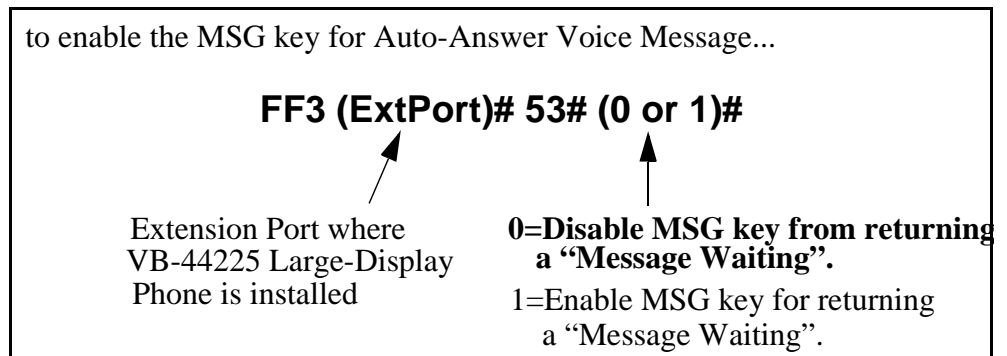 to enable the MSG key for Auto-Answer Voice Message...
FF3 (ExtPort)# 53# (0 or 1)#
Extension Port where
VB-44225 Large-Display
Phone is installed
0=Disable MSG key from returning
a “Message Waiting”.
1=Enable MSG key for returning
a “Message Waiting”.